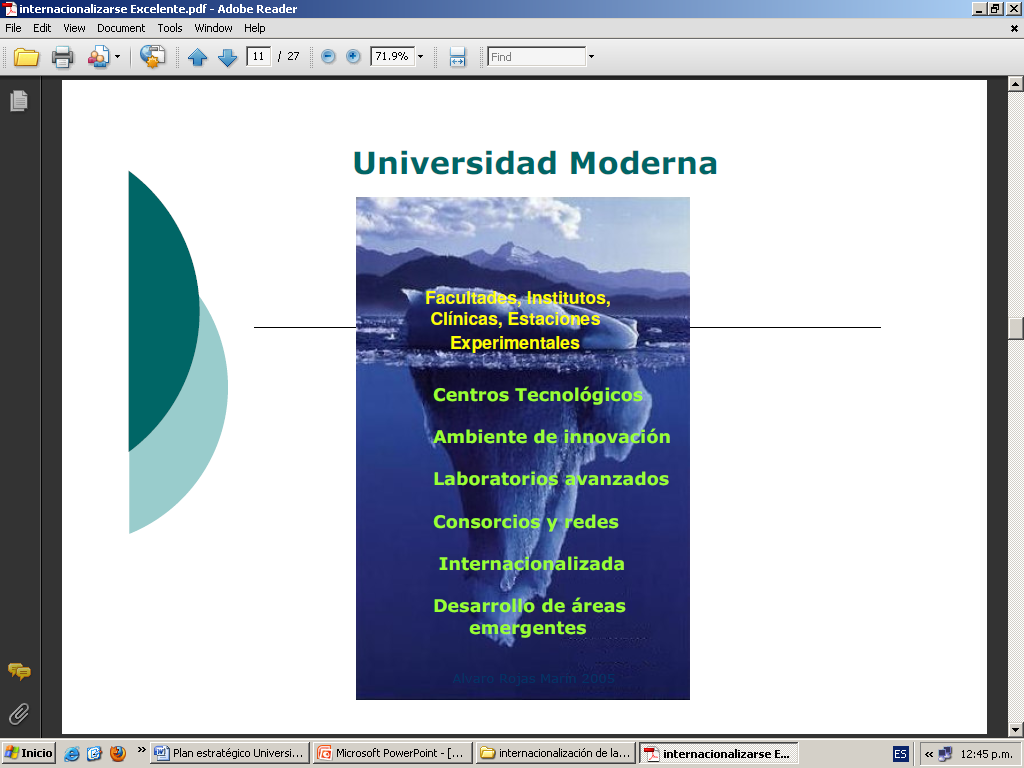 internacionalizarse Excelente.pdf - Adobe Reader
File Edit View Document Tools Window Help
11 / 27 71.9% Find
Universidad Moderna
Facultades, Institutos,
Clínicas, Estaciones
Experimentales
Centros Tecnológicos
Ambiente de innovación
Laboratorios avanzados
Consorcios y redes
Internacionalizada
Desarrollo de áreas
emergentes
Alvaro Rojas Marín 2005
Inicio » Plan estratégico Universi... Microsoft PowerPoint - [... internacionalización de la... internacionalizarse E... ES « 12:45 p.m.